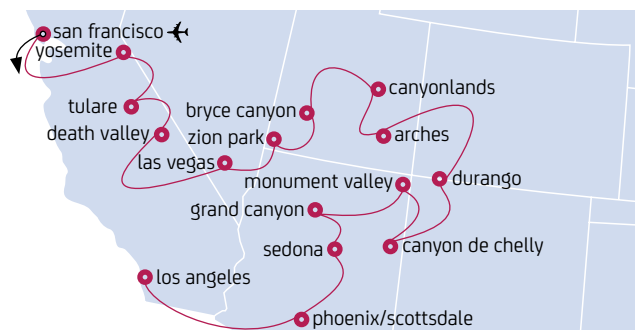 san francisco
yosemite
canyonlands
tulare
bryce canyon
death valley
zion park
arches
las vegas
monument valley
durango
grand canyon
sedona
canyon de chelly
los angeles
phoenix/scottsdale